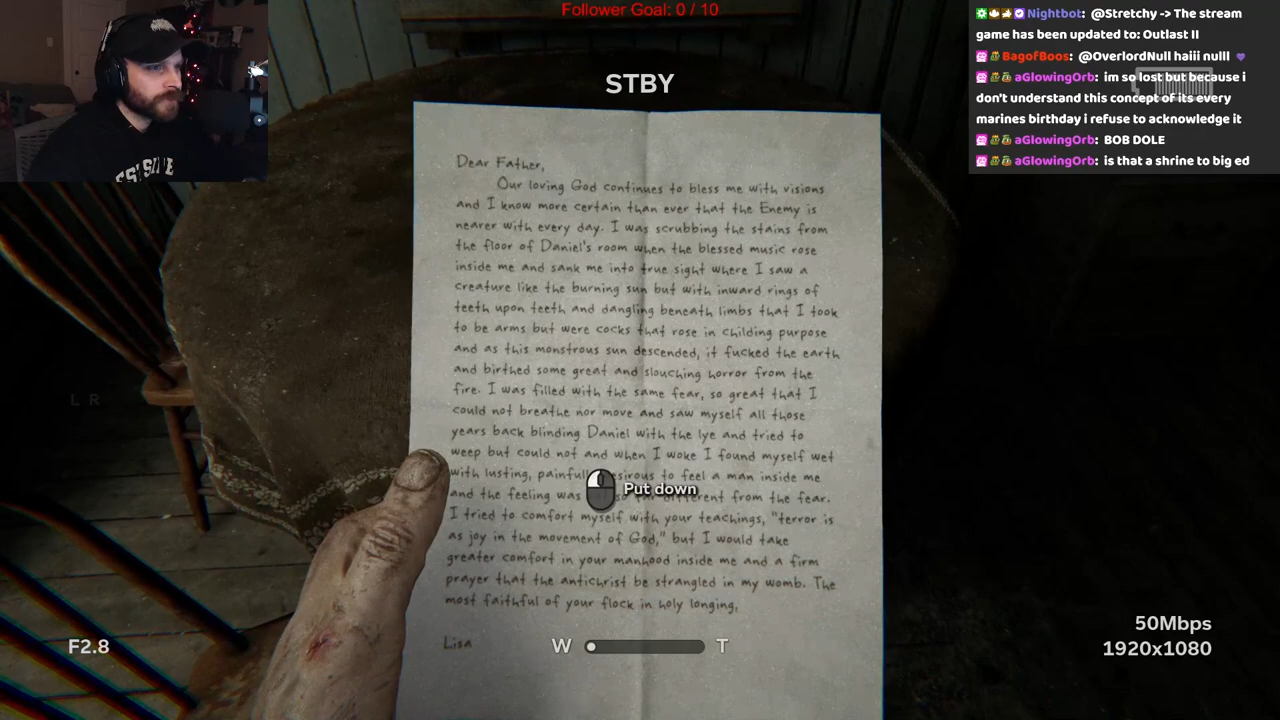 Follower Goal: 0 / 10
Nightbot: @Stretchy -> The stream
game has been updated to: Outlast II
BagofBoos: @OverlordNull haiii nulll
aGlowingOrb: im so lost but because i
don't understand this concept of its every
marines birthday i refuse to acknowledge it
aGlowingOrb: BOB DOLE
aGlowingOrb: is that a shrine to big ed
STBY
Dear Father,
Our loving God continues to bless me with visions
and I know more certain than ever that the Enemy is
nearer with every day. I was scrubbing the stains from
the floor of Daniel's room when the blessed music rose
inside me and sank me into true sight where I saw a
creature like the burning sun but with inward rings of
teeth upon teeth and dangling beneath limbs that I took
to be arms but were cocks that rose in childing purpose
and as this monstrous sun descended, it fucked the earth
and birthed some great and slouching horror from the
fire. I was filled with the same fear, so great that I
could not breathe nor move and saw myself all those
years back blinding Daniel with the lye and tried to
weep but could not and when I woke I found myself wet
with lusting, painfully desirous to feel a man inside me
and the feeling was so far different from the fear.
I tried to comfort myself with your teachings, "terror is
as joy in the movement of God," but I would take
greater comfort in your manhood inside me and a firm
prayer that the antichrist be strangled in my womb. The
most faithful of your flock in holy longing,
Lisa
Put down
L R
F2.8
W T
50Mbps
1920x1080